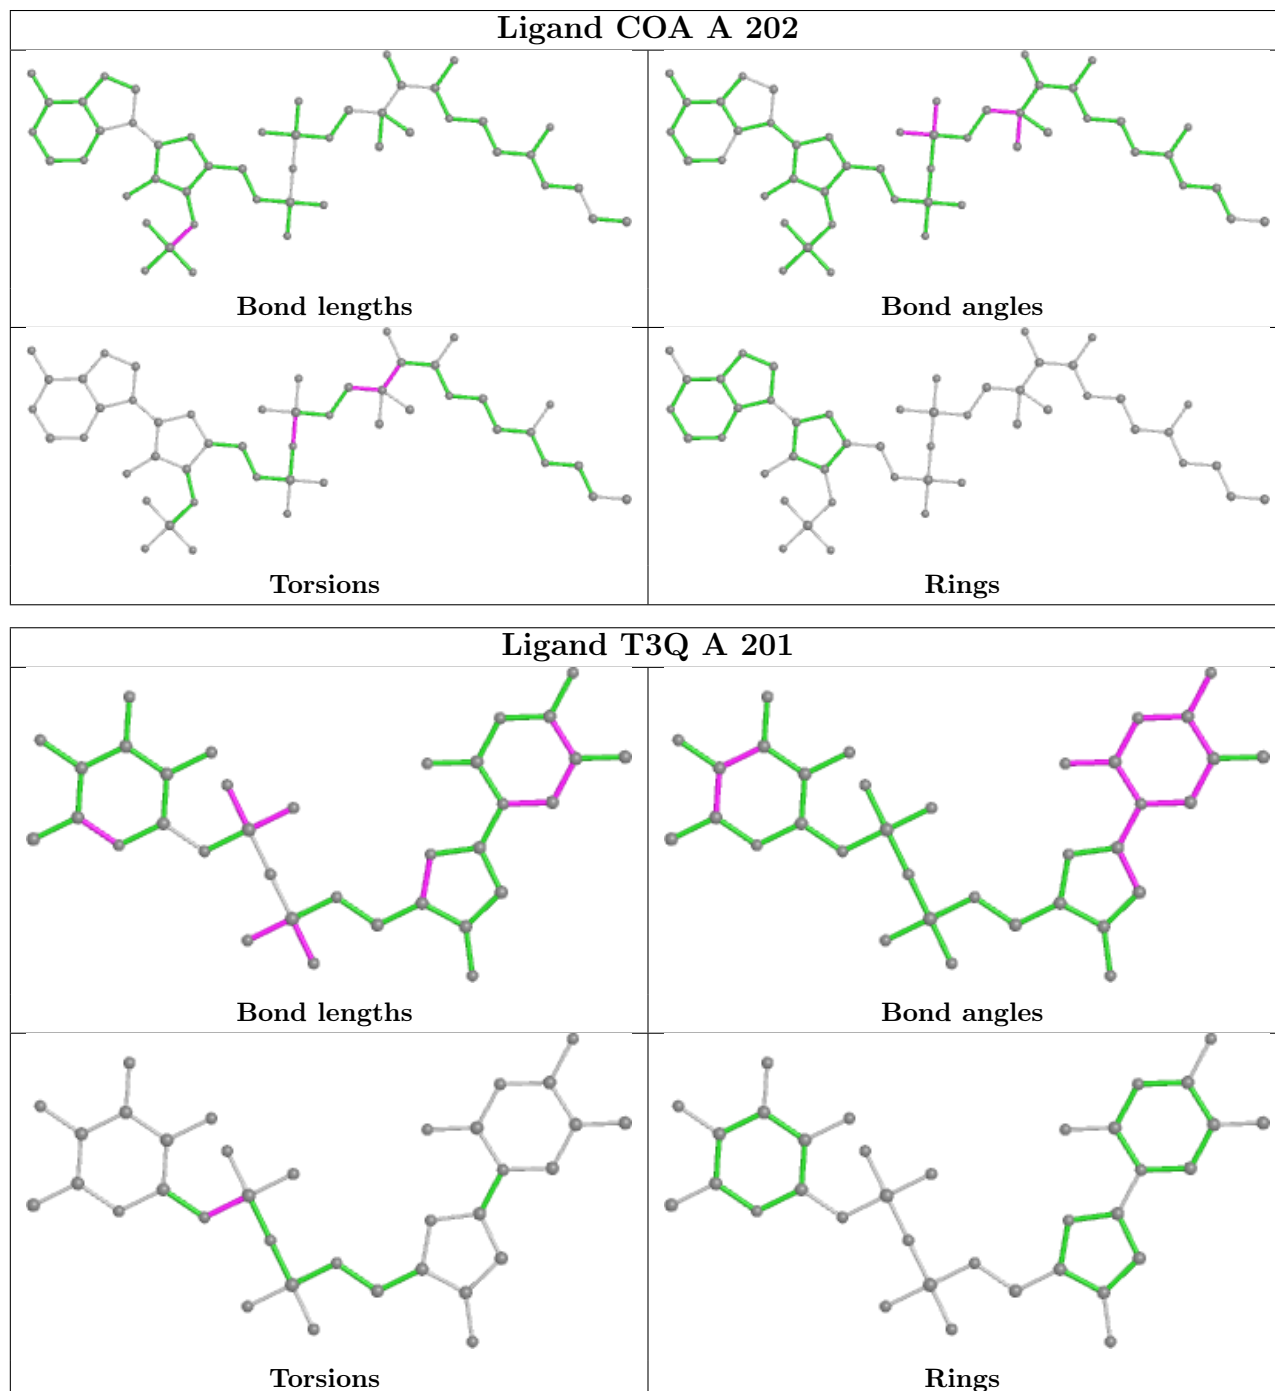 Ligand COA A 202
Bond lengths
Bond angles
Torsions
Rings
Ligand T3Q A 201
Bond lengths
Bond angles
Torsions
Rings